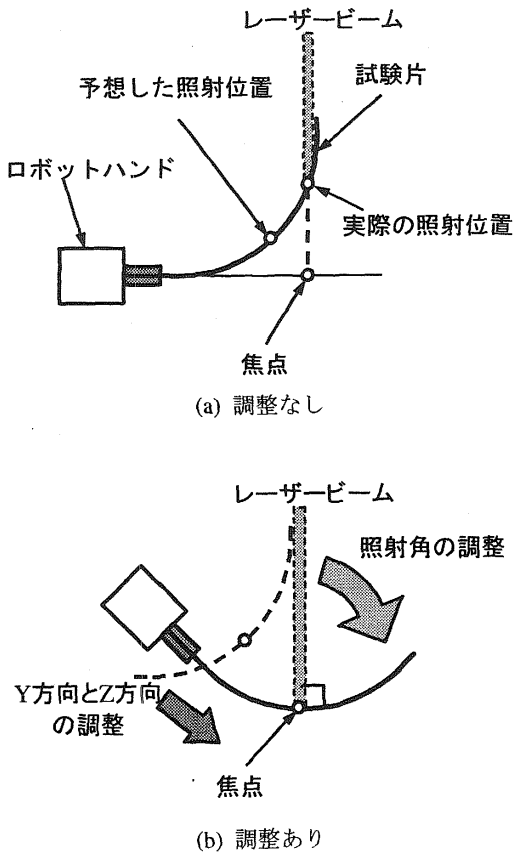 レーザービーム
予想した照射位置
試験片
ロボットハンド
実際の照射位置
焦点
(a) 調整なし
レーザービーム
照射角の調整
Y方向とZ方向
の調整
焦点
(b) 調整あり